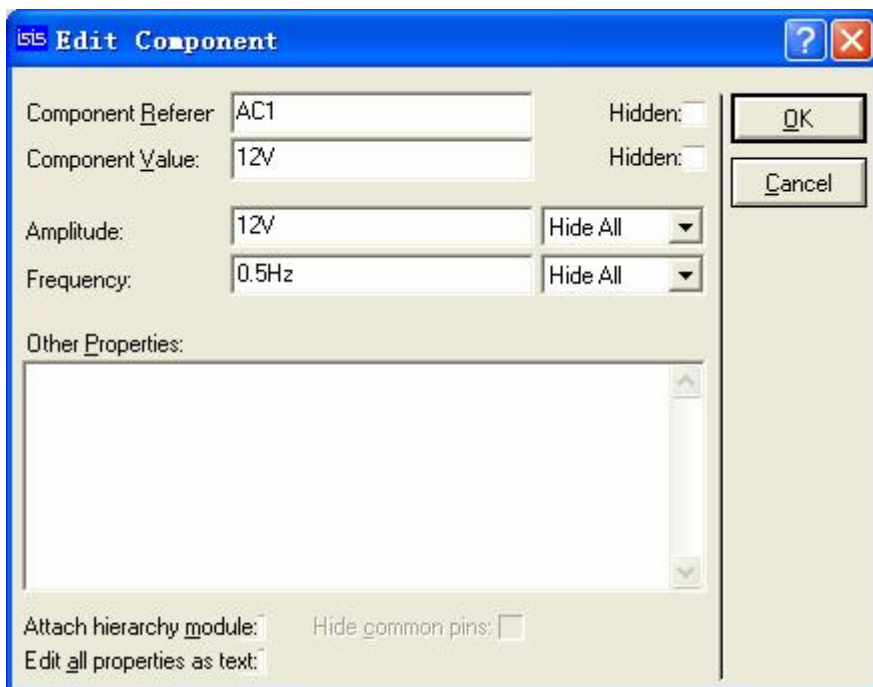 isis Edit Component
Component Referer AC1 Hidden: OK
Component Value: 12V Hidden:
Cancel
Amplitude: 12V Hide All
Frequency: 0.5Hz Hide All
Other Properties:
Attach hierarchy module: Hide common pins:
Edit all properties as text: